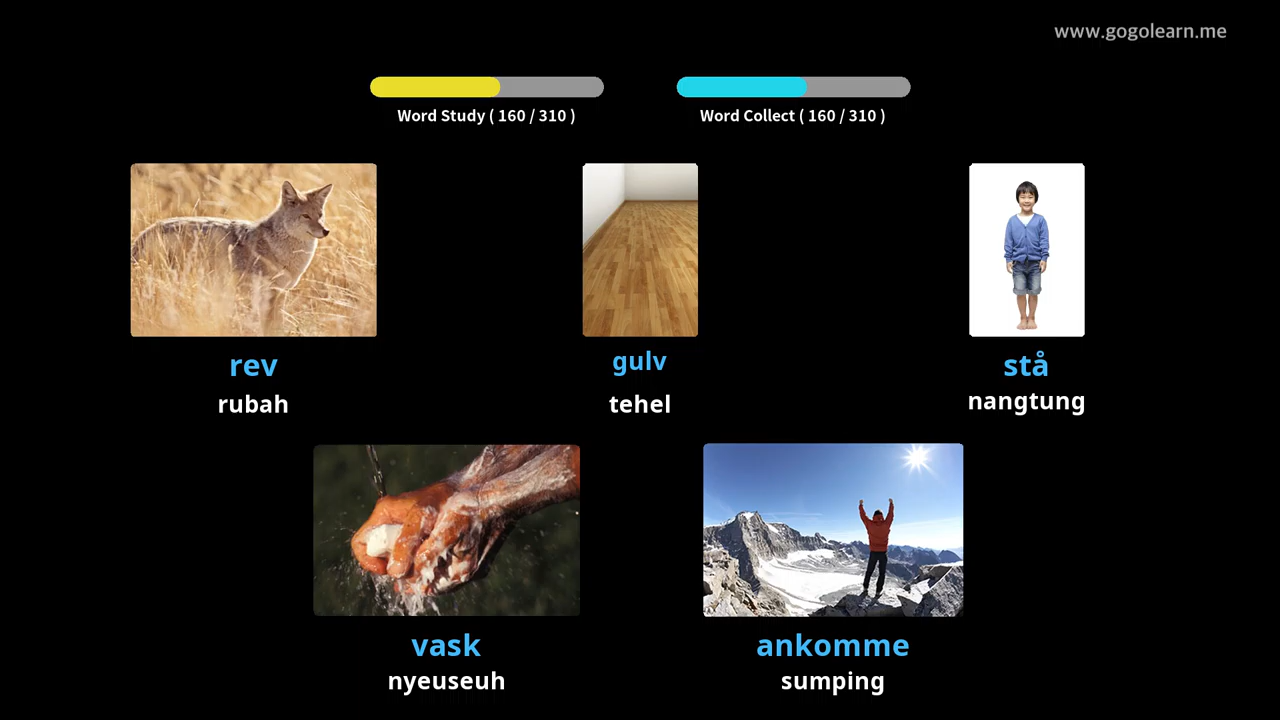 www.gogolearn.me
Word Study ( 160 / 310 )
Word Collect ( 160 / 310 )
rev
rubah
gulv
tehel
stå
nangtung
vask
nyeuseuh
ankomme
sumping